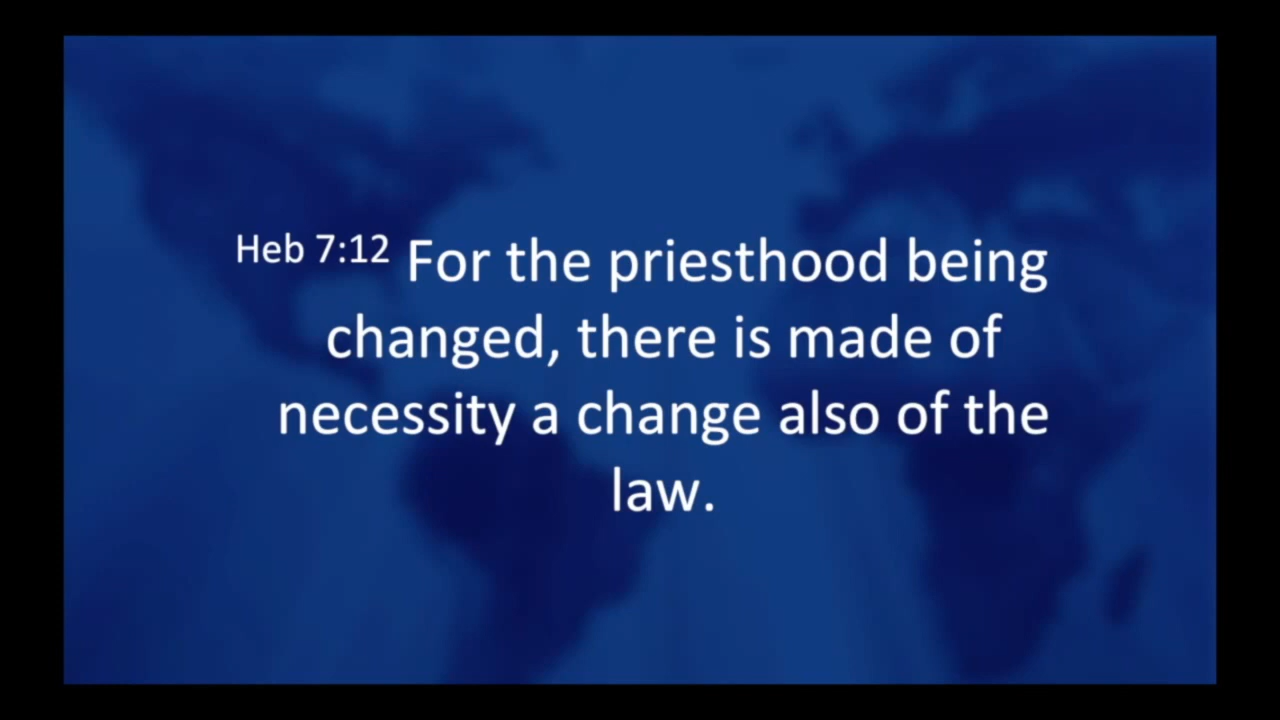 Heb 7:12 For the priesthood being
changed, there is made of
necessity a change also of the
law.